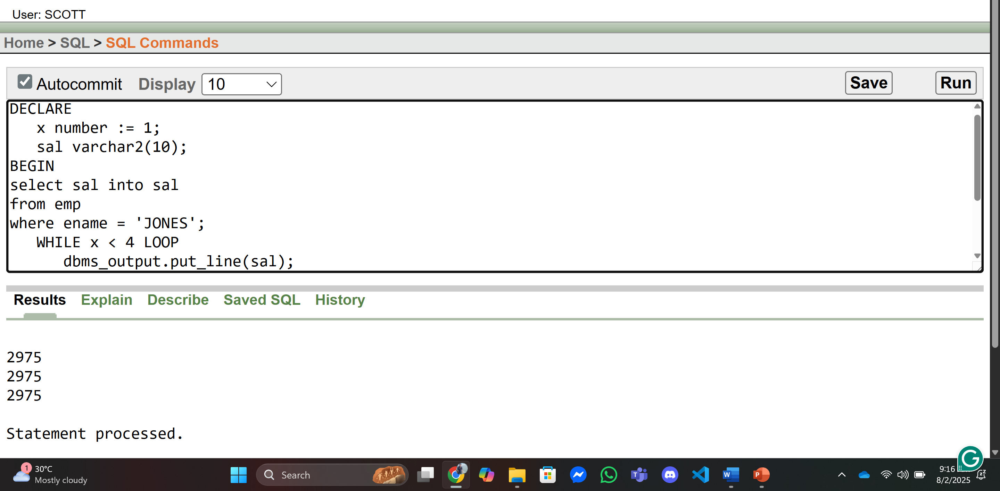 User: SCOTT
Home > SQL > SQL Commands
Autocommit Display 10 Save Run
DECLARE
   x number := 1;
   sal varchar2(10);
BEGIN
select sal into sal
from emp
where ename = 'JONES';
   WHILE x < 4 LOOP
      dbms_output.put_line(sal);
Results Explain Describe Saved SQL History
2975
2975
2975
Statement processed.
1
30°C
Mostly cloudy
Search
9:16
8/2/2025